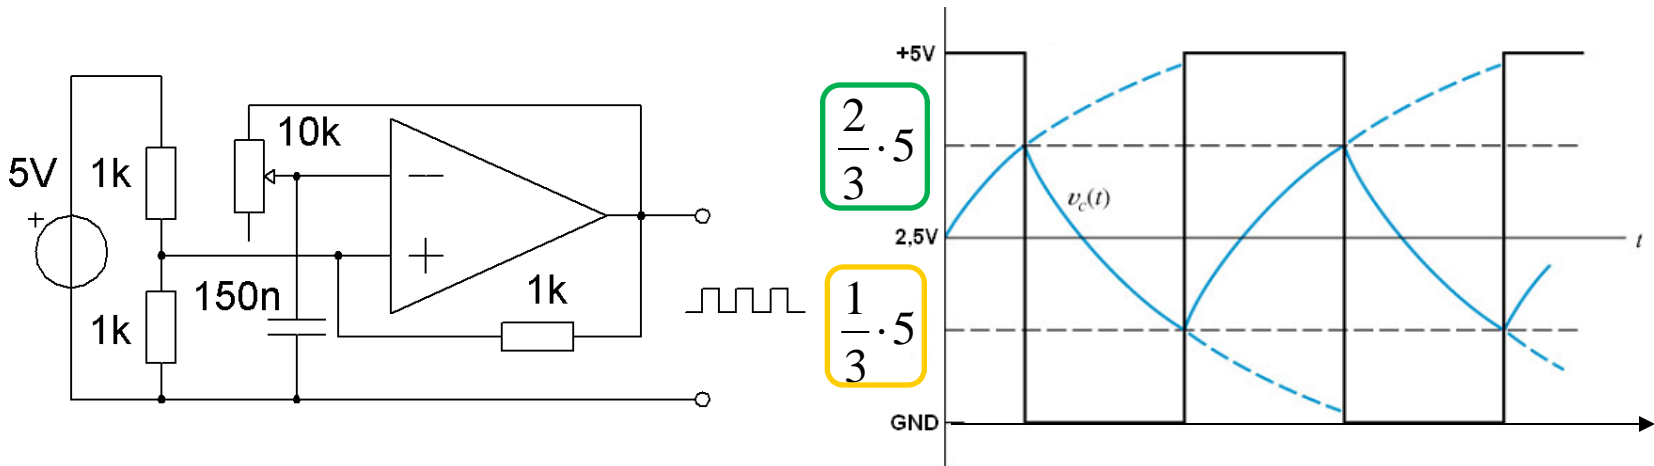 10k
5V
1k
+
−
+
150n
1k
1k
+5V
2/3 · 5
v_c(t)
2,5V
t
1/3 · 5
GND